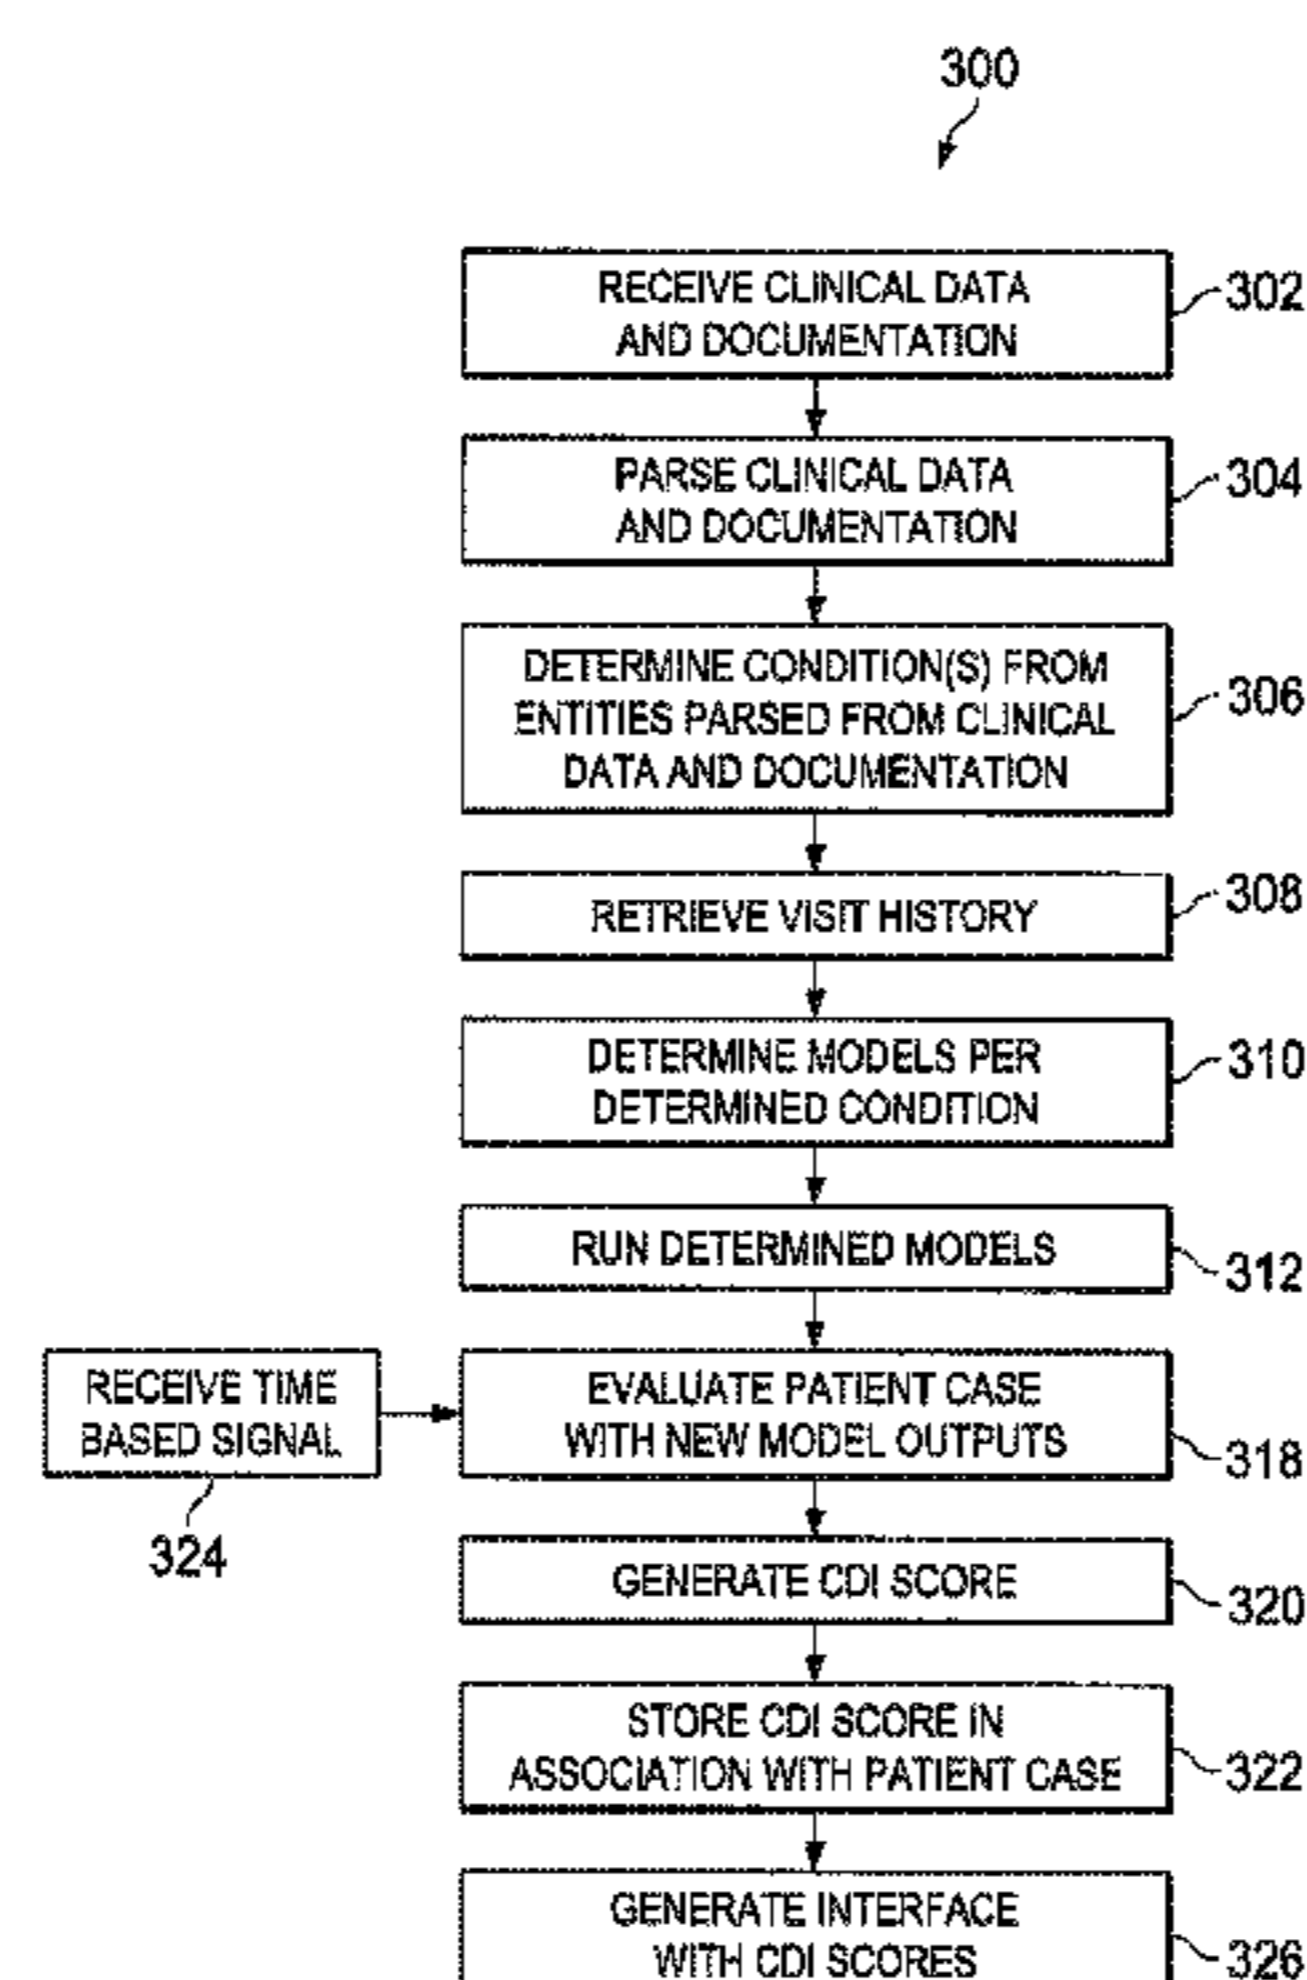 300
RECEIVE CLINICAL DATA
AND DOCUMENTATION
302
PARSE CLINICAL DATA
AND DOCUMENTATION
304
DETERMINE CONDITION(S) FROM
ENTITIES PARSED FROM CLINICAL
DATA AND DOCUMENTATION
306
RETRIEVE VISIT HISTORY
308
DETERMINE MODELS PER
DETERMINED CONDITION
310
RUN DETERMINED MODELS
312
RECEIVE TIME
BASED SIGNAL
324
EVALUATE PATIENT CASE
WITH NEW MODEL OUTPUTS
318
GENERATE CDI SCORE
320
STORE CDI SCORE IN
ASSOCIATION WITH PATIENT CASE
322
GENERATE INTERFACE
WITH CDI SCORES
326